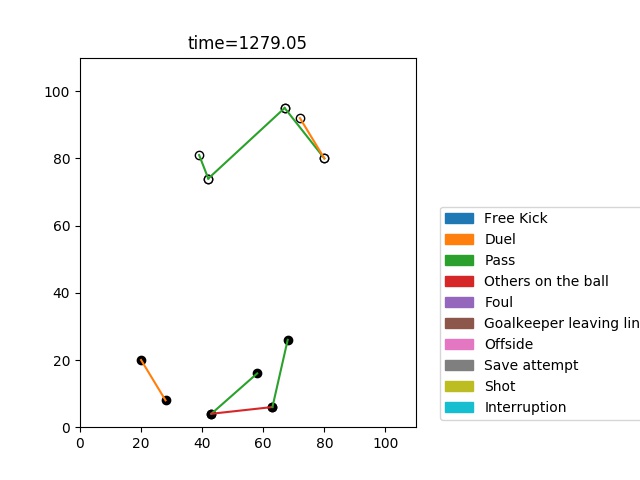 time=1279.05
100
80
60
40
20
0
0 20 40 60 80 100
Free Kick
Duel
Pass
Others on the ball
Foul
Goalkeeper leaving lin
Offside
Save attempt
Shot
Interruption